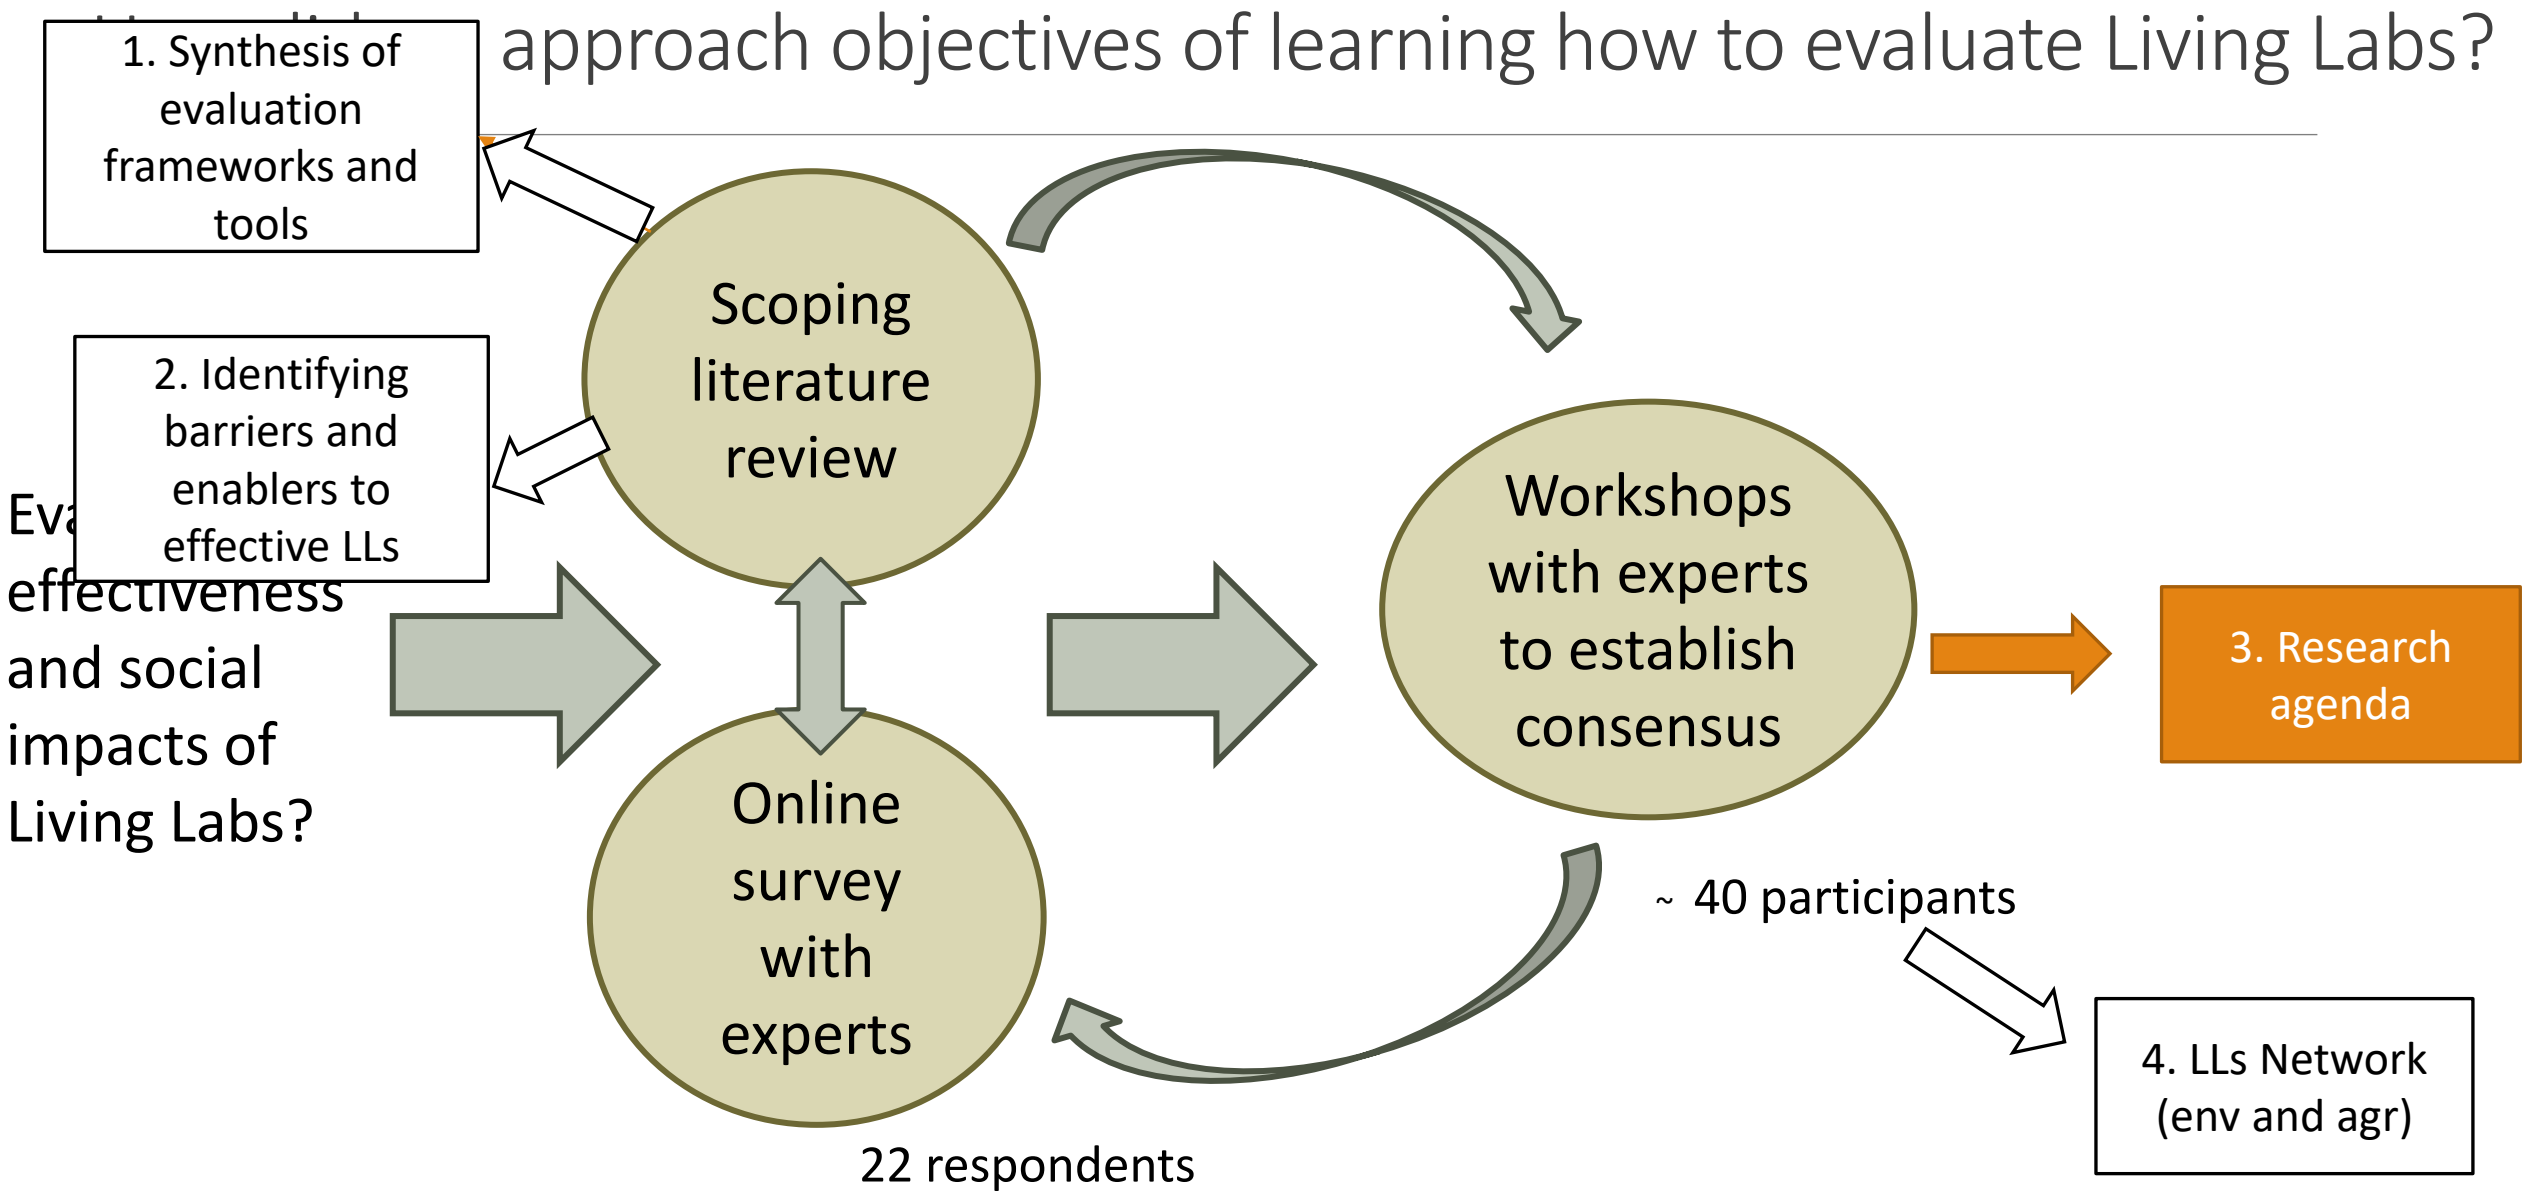 approach objectives of learning how to evaluate Living Labs?
1. Synthesis of
evaluation
frameworks and
tools
2. Identifying
barriers and
enablers to
effective LLs
effectiveness
and social
impacts of
Living Labs?
Scoping
literature
review
Online
survey
with
experts
22 respondents
Workshops
with experts
to establish
consensus
~ 40 participants
3. Research
agenda
4. LLs Network
(env and agr)